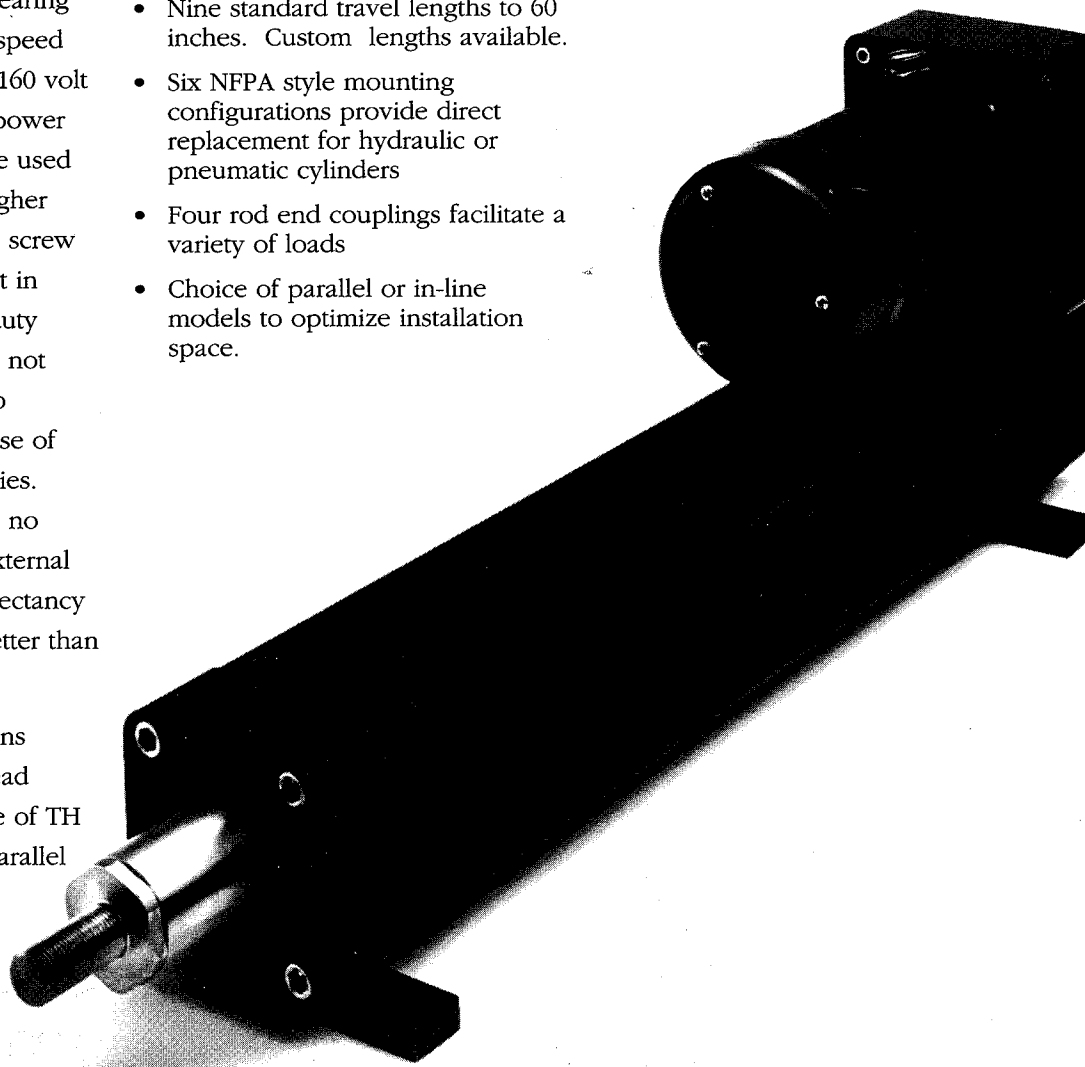 earing
speed
160 volt
power
e used
gher
screw
t in
uty
not
o
se of
ies.
no
xternal
ectancy
etter than
ns
ad
e of TH
arallel
• Nine standard travel lengths to 60
inches. Custom lengths available.
• Six NFPA style mounting
configurations provide direct
replacement for hydraulic or
pneumatic cylinders
• Four rod end couplings facilitate a
variety of loads
• Choice of parallel or in-line
models to optimize installation
space.